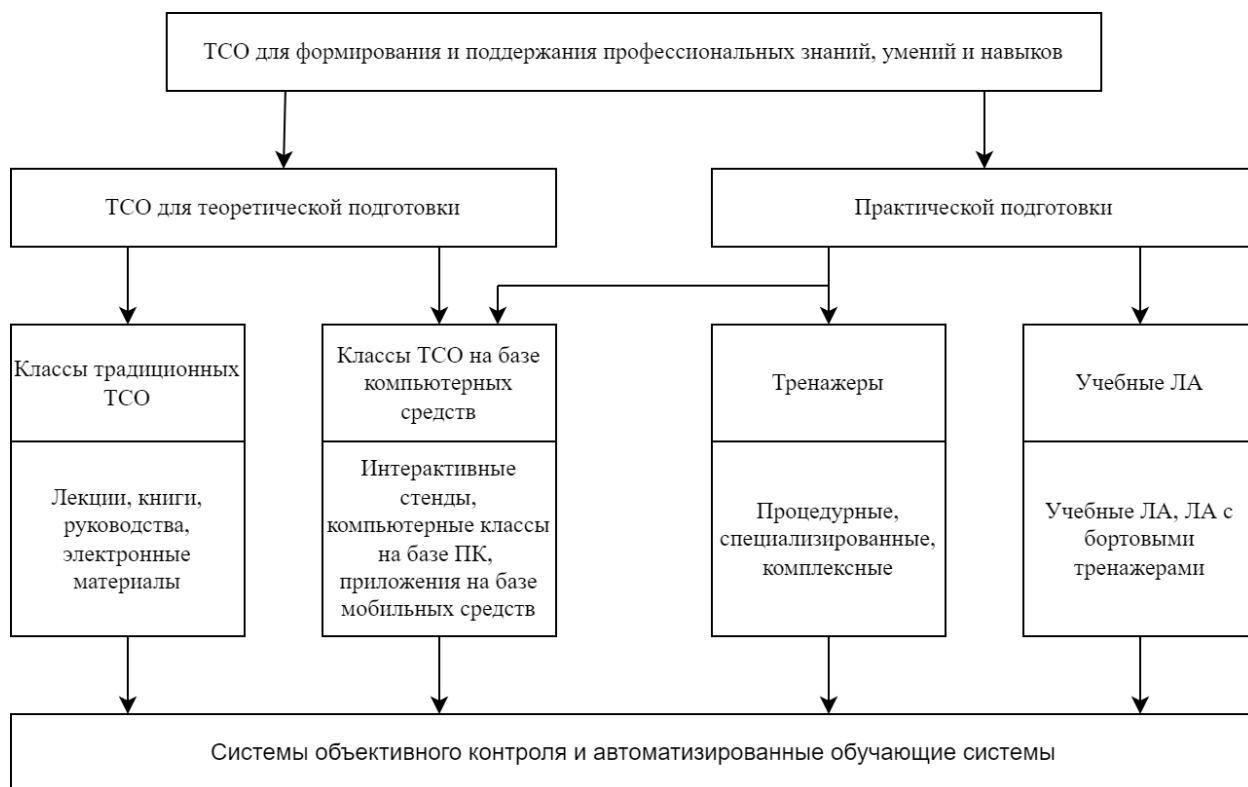 ТСО для формирования и поддержания профессиональных знаний, умений и навыков
ТСО для теоретической подготовки
Практической подготовки
Классы традиционных
ТСО
Классы ТСО на базе
компьютерных
средств
Тренажеры
Учебные ЛА
Лекции, книги,
руководства,
электронные
материалы
Интерактивные
стенды,
компьютерные классы
на базе ПК,
приложения на базе
мобильных средств
Процедурные,
специализированные,
комплексные
Учебные ЛА, ЛА с
бортовыми
тренажерами
Системы объективного контроля и автоматизированные обучающие системы